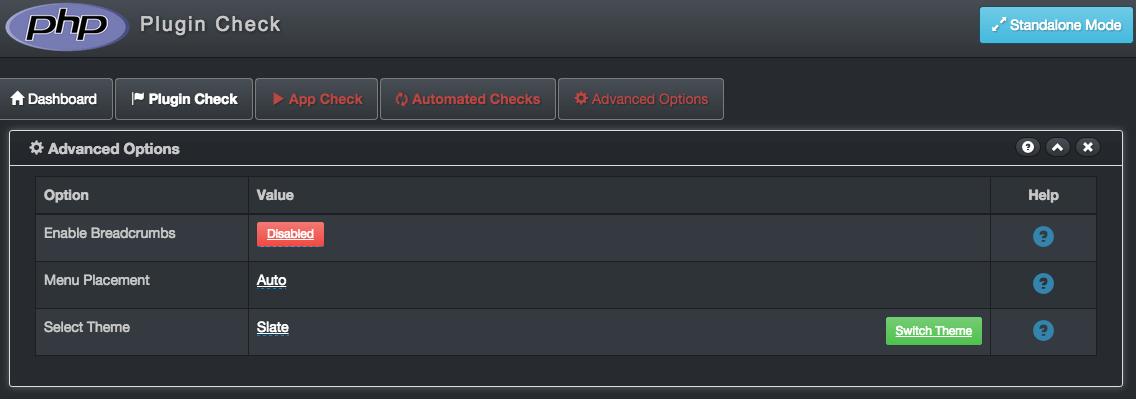 php Plugin Check Standalone Mode
Dashboard Plugin Check App Check Automated Checks Advanced Options
Advanced Options
Option Value Help
Enable Breadcrumbs Disabled ?
Menu Placement Auto ?
Select Theme Slate Switch Theme ?